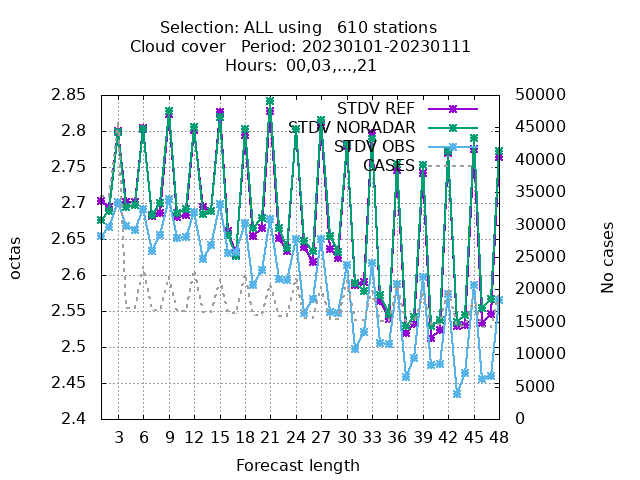 Selection: ALL using   610 stations
Cloud cover   Period: 20230101-20230111
Hours:  00,03,...,21
2.85
2.8
2.75
2.7
2.65
2.6
2.55
2.5
2.45
2.4
octas
STDV REF
STDV NORADAR
STDV OBS
CASES
50000
45000
40000
35000
30000
25000
20000
15000
10000
5000
0
No cases
3 6 9 12 15 18 21 24 27 30 33 36 39 42 45 48
Forecast length